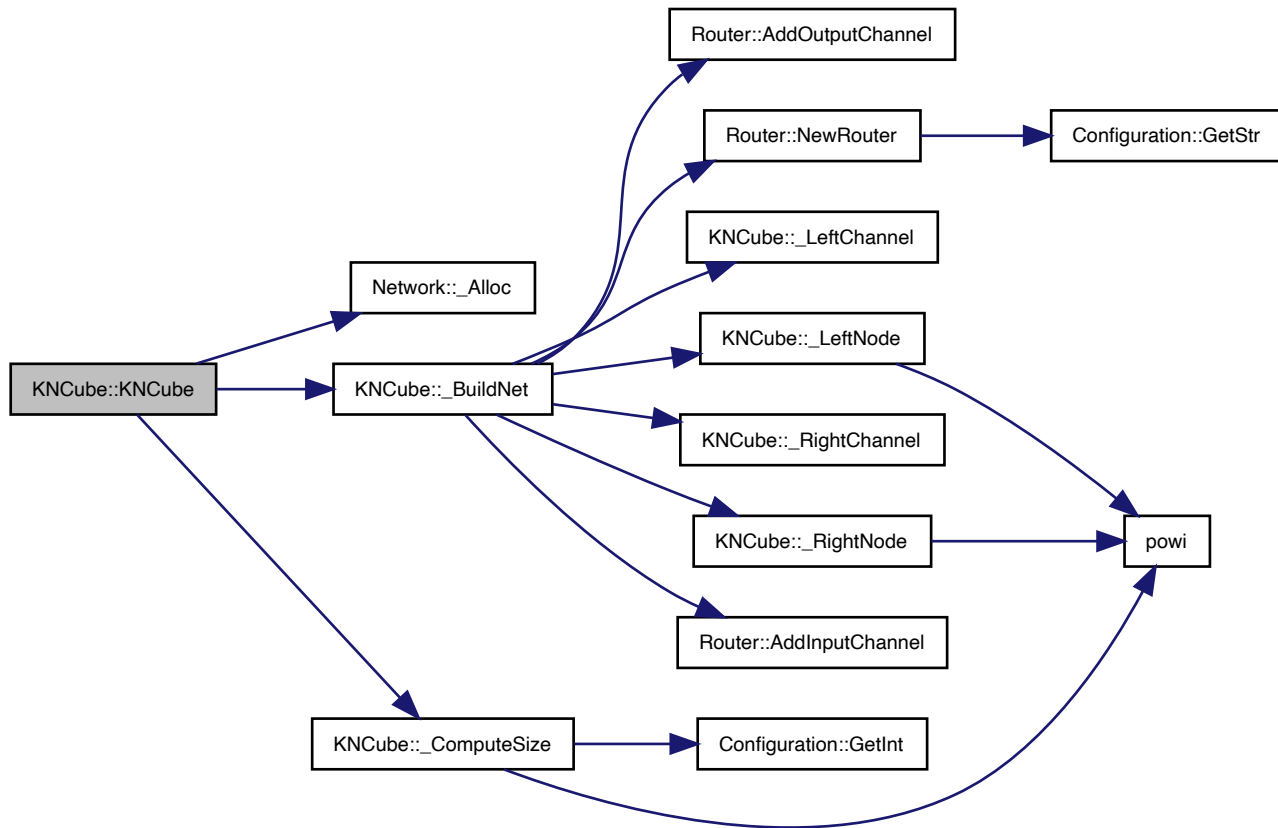 Router::AddOutputChannel
Router::NewRouter
Configuration::GetStr
KNCube::_LeftChannel
Network::_Alloc
KNCube::_LeftNode
KNCube::KNCube
KNCube::_BuildNet
KNCube::_RightChannel
KNCube::_RightNode
powi
Router::AddInputChannel
KNCube::_ComputeSize
Configuration::GetInt